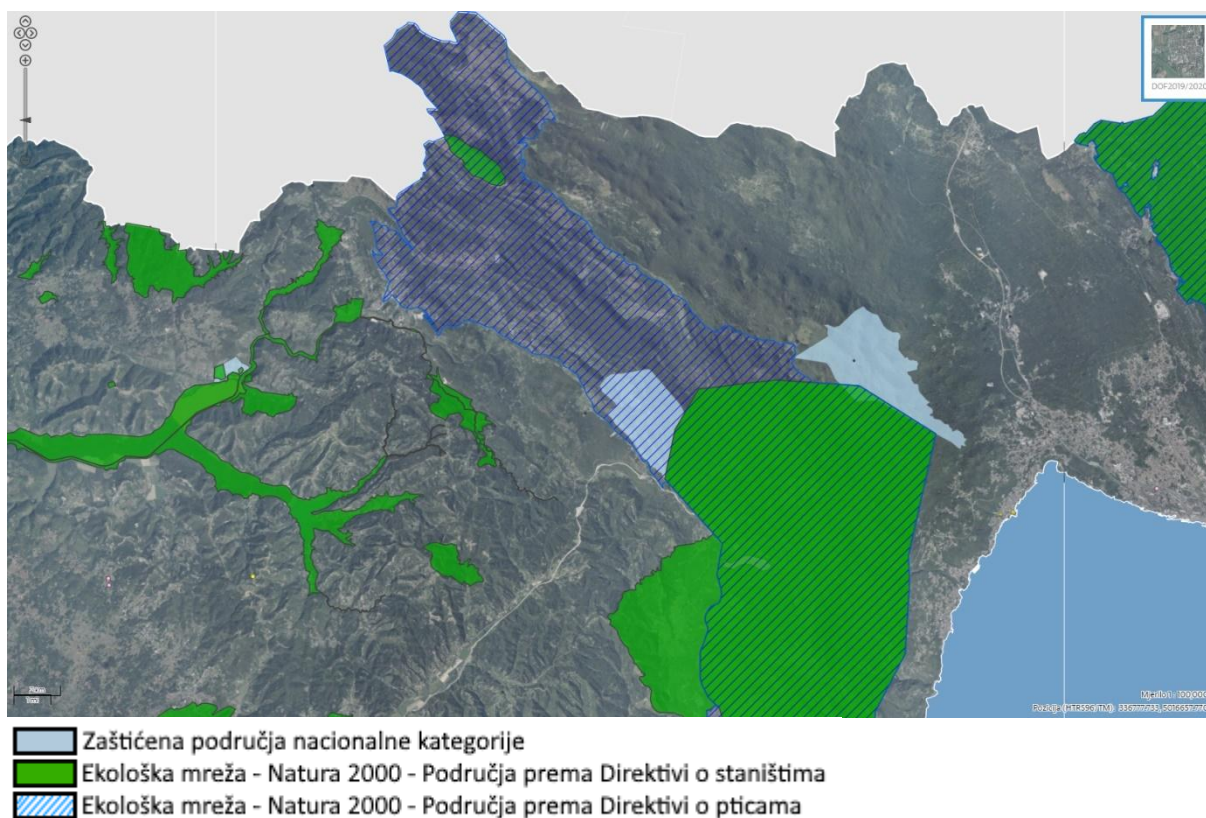 DOF2019/2020
Zaštićena područja nacionalne kategorije
Ekološka mreža - Natura 2000 - Područja prema Direktivi o staništima
Ekološka mreža - Natura 2000 - Područja prema Direktivi o pticama